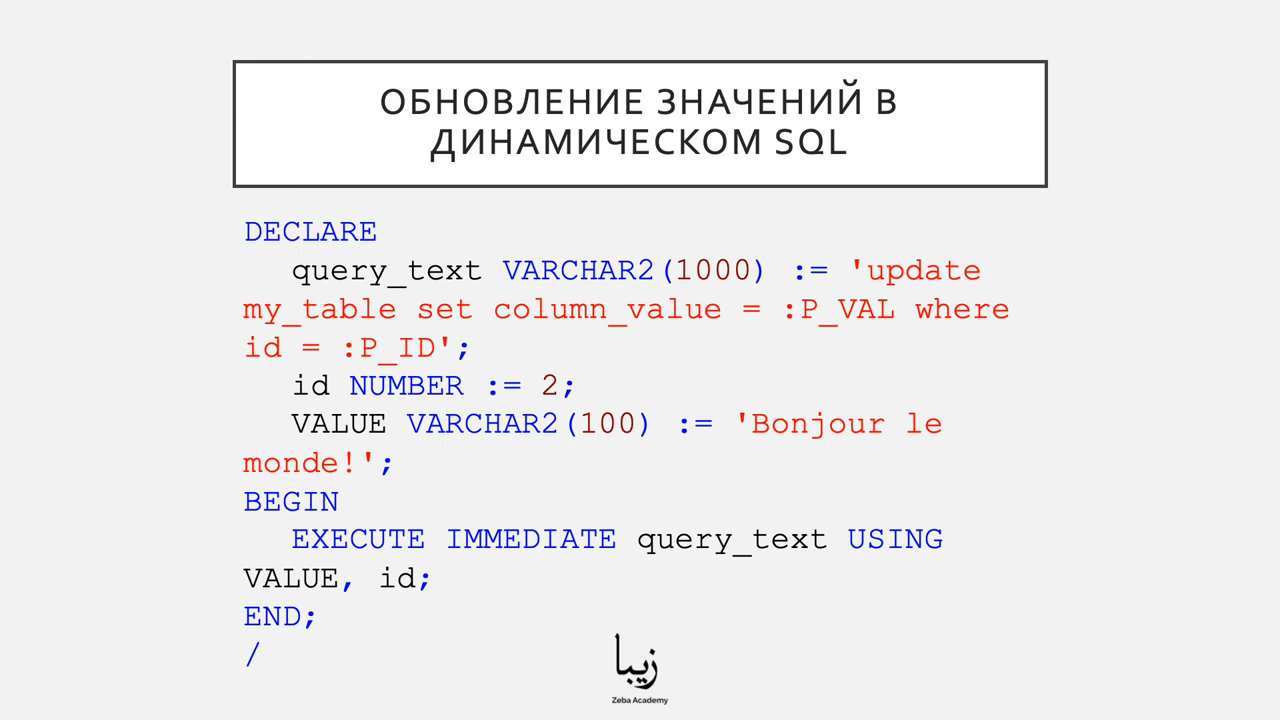 ОБНОВЛЕНИЕ ЗНАЧЕНИЙ В
ДИНАМИЧЕСКОМ SQL
DECLARE
query_text VARCHAR2(1000) := 'update
my_table set column_value = :P_VAL where
id = :P_ID';
id NUMBER := 2;
VALUE VARCHAR2(100) := 'Bonjour le
monde!';
BEGIN
EXECUTE IMMEDIATE query_text USING
VALUE, id;
END;
/
زیبا
Zeba Academy